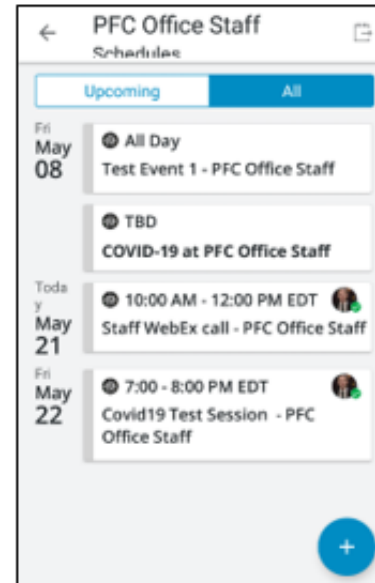 PFC Office Staff
Schedules
Upcoming
All
Fri
May
08
All Day
Test Event 1 - PFC Office Staff
TBD
COVID-19 at PFC Office Staff
Toda
y
May
21
10:00 AM - 12:00 PM EDT
Staff WebEx call - PFC Office Staff
Fri
May
22
7:00 - 8:00 PM EDT
Covid19 Test Session - PFC
Office Staff
+